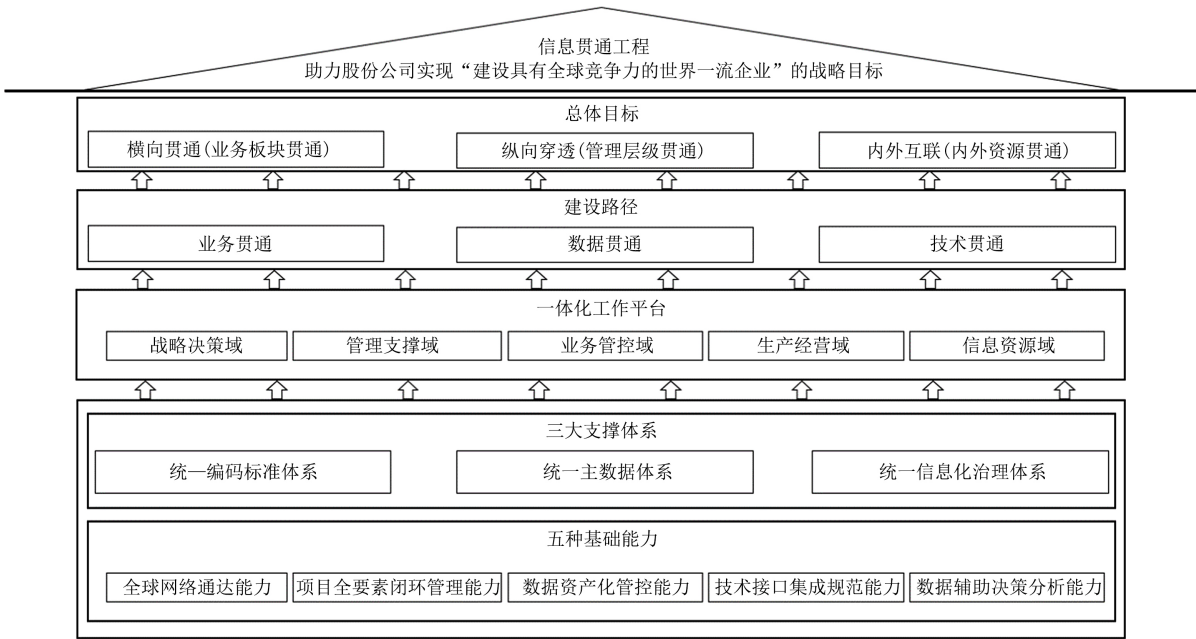 信息贯通工程
助力股份公司实现“建设具有全球竞争力的世界一流企业”的战略目标
总体目标
横向贯通(业务板块贯通)
纵向穿透(管理层级贯通)
内外互联(内外资源贯通)
建设路径
业务贯通
数据贯通
技术贯通
一体化工作平台
战略决策域
管理支撑域
业务管控域
生产经营域
信息资源域
三大支撑体系
统—编码标准体系
统一主数据体系
统一信息化治理体系
五种基础能力
全球网络通达能力
项目全要素闭环管理能力
数据资产化管控能力
技术接口集成规范能力
数据辅助决策分析能力